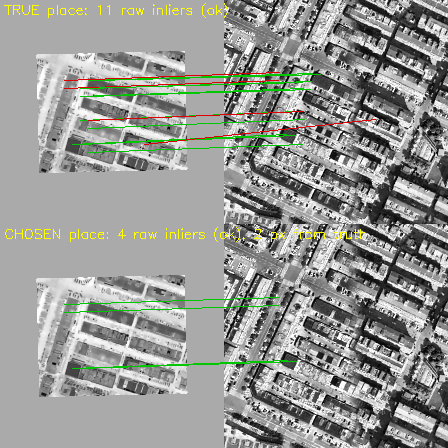 TRUE place: 11 raw inliers (ok)
CHOSEN place: 4 raw inliers (ok), 2 px from truth